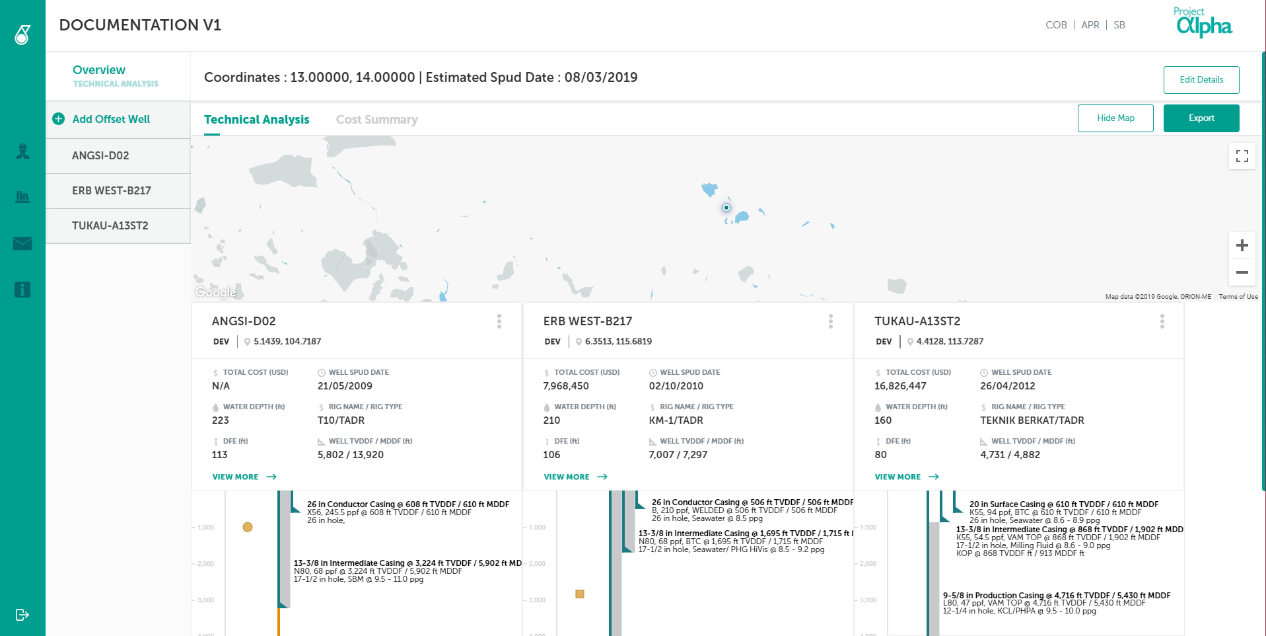 DOCUMENTATION V1
COB | APR | SB
Project
αlpha
Overview
TECHNICAL ANALYSIS
Coordinates : 13.00000, 14.00000 | Estimated Spud Date : 08/03/2019
Edit Details
Add Offset Well
ANGSI-D02
ERB WEST-B217
TUKAU-A13ST2
Technical Analysis
Cost Summary
Hide Map
Export
Google
Map data ©2019 Google, ORION-ME
Terms of Use
ANGSI-D02
DEV | 5.1439, 104.7187
TOTAL COST (USD)
WELL SPUD DATE
N/A
21/05/2009
WATER DEPTH (ft)
RIG NAME / RIG TYPE
223
T10/TADR
DFE (ft)
WELL TVDDF / MDDF (ft)
113
5,802 / 13,920
VIEW MORE
ERB WEST-B217
DEV | 6.3513, 115.6819
TOTAL COST (USD)
WELL SPUD DATE
7,968,450
02/10/2010
WATER DEPTH (ft)
RIG NAME / RIG TYPE
210
KM-1/TADR
DFE (ft)
WELL TVDDF / MDDF (ft)
106
7,007 / 7,297
VIEW MORE
TUKAU-A13ST2
DEV | 4.4128, 113.7287
TOTAL COST (USD)
WELL SPUD DATE
16,826,447
26/04/2012
WATER DEPTH (ft)
RIG NAME / RIG TYPE
160
TEKNIK BERKAT/TADR
DFE (ft)
WELL TVDDF / MDDF (ft)
80
4,731 / 4,882
VIEW MORE
26 in Conductor Casing @ 608 ft TVDDF / 610 ft MDDF
X56, 245.5 ppf @ 608 ft TVDDF / 610 ft MDDF
26 in hole,
1,000
13-3/8 in Intermediate Casing @ 3,224 ft TVDDF / 5,902 ft MD
N80, 68 ppf @ 3,224 ft TVDDF / 5,902 ft MDDF
17-1/2 in hole, SBM @ 9.5 - 11.0 ppg
2,000
3,000
26 in Conductor Casing @ 506 ft TVDDF / 506 ft MDDF
B, 210 ppf, WELDED @ 506 ft TVDDF / 506 ft MDDF
26 in hole, Seawater @ 8.5 ppg
1,000
13-3/8 in Intermediate Casing @ 1,695 ft TVDDF / 1,715 ft
N80, 68 ppf, BTC @ 1,695 ft TVDDF / 1,715 ft MDDF
17-1/2 in hole, Seawater/ PHG HiVis @ 8.5 - 9.2 ppg
2,000
3,000
20 in Surface Casing @ 610 ft TVDDF / 610 ft MDDF
K55, 94 ppf, BTC @ 610 ft TVDDF / 610 ft MDDF
26 in hole, Seawater @ 8.6 - 8.9 ppg
1,000
13-3/8 in Intermediate Casing @ 868 ft TVDDF / 1,902 ft MD
K55, 54.5 ppf, VAM TOP @ 868 ft TVDDF / 1,902 ft MDDF
17-1/2 in hole, Milling Fluid @ 8.6 - 9.0 ppg
KOP @ 868 TVDDF ft / 913 MDDF ft
2,000
9-5/8 in Production Casing @ 4,716 ft TVDDF / 5,430 ft MDDF
L80, 47 ppf, VAM TOP @ 4,716 ft TVDDF / 5,430 ft MDDF
12-1/4 in hole, KCL/PHPA @ 9.5 - 10.0 ppg
3,000